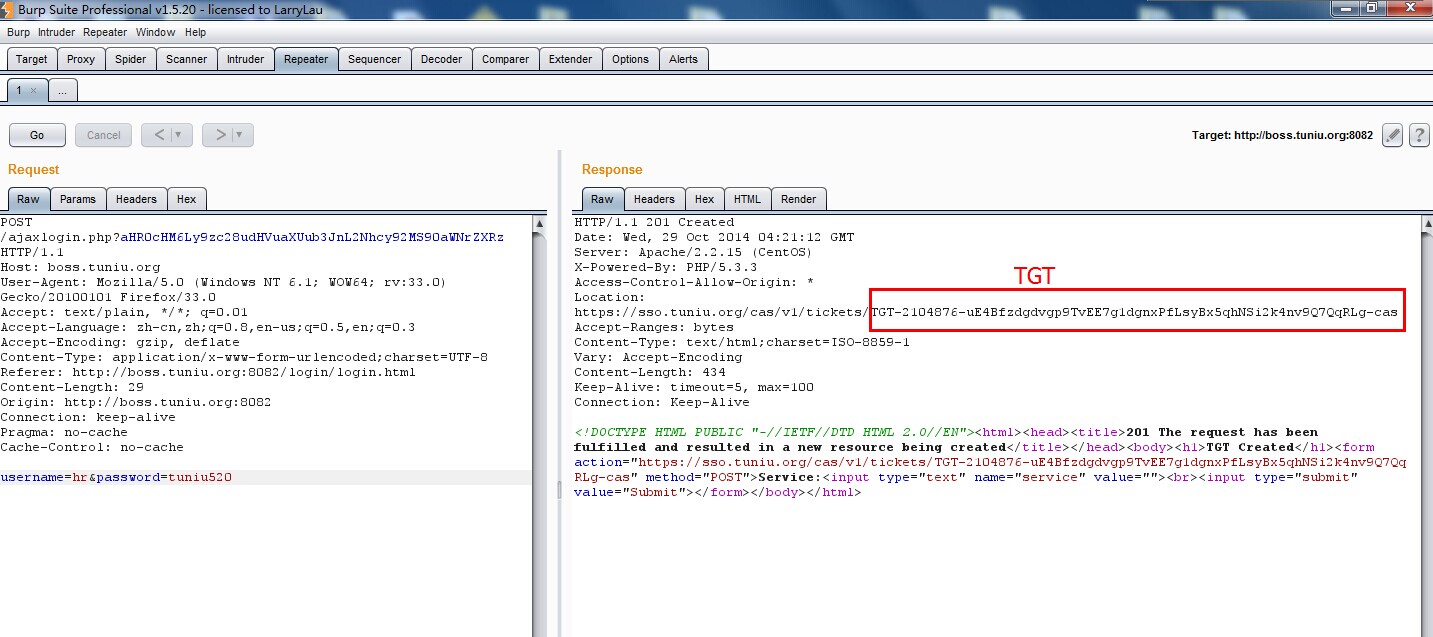 Burp Suite Professional v1.5.20 - licensed to LarryLau
Burp Intruder Repeater Window Help
Target Proxy Spider Scanner Intruder Repeater Sequencer Decoder Comparer Extender Options Alerts
1 × ...
Go Cancel < > Target: http://boss.tuniu.org:8082 ?
Request
Raw Params Headers Hex
POST
/ajaxlogin.php?aHR0cHM6Ly9zc28udHVuaXUub3JnL2Nhcy92MS90aWNrZXRz
HTTP/1.1
Host: boss.tuniu.org
User-Agent: Mozilla/5.0 (Windows NT 6.1; WOW64; rv:33.0)
Gecko/20100101 Firefox/33.0
Accept: text/plain, */*; q=0.01
Accept-Language: zh-cn,zh;q=0.8,en-us;q=0.5,en;q=0.3
Accept-Encoding: gzip, deflate
Content-Type: application/x-www-form-urlencoded;charset=UTF-8
Referer: http://boss.tuniu.org:8082/login/login.html
Content-Length: 29
Origin: http://boss.tuniu.org:8082
Connection: keep-alive
Pragma: no-cache
Cache-Control: no-cache
username=hr&password=tuniu520
Response
Raw Headers Hex HTML Render
HTTP/1.1 201 Created
Date: Wed, 29 Oct 2014 04:21:12 GMT
Server: Apache/2.2.15 (CentOS)
X-Powered-By: PHP/5.3.3
Access-Control-Allow-Origin: *
TGT
Location:
https://sso.tuniu.org/cas/v1/tickets/TGT-2104876-uE4Bfzdgdvgp9TvEE7g1dgnxPfLsyBx5qhNSi2k4nv9Q7QqRLg-cas
Accept-Ranges: bytes
Content-Type: text/html;charset=ISO-8859-1
Vary: Accept-Encoding
Content-Length: 434
Keep-Alive: timeout=5, max=100
Connection: Keep-Alive
<!DOCTYPE HTML PUBLIC "-//IETF//DTD HTML 2.0//EN"><html><head><title>201 The request has been
fulfilled and resulted in a new resource being created</title></head><body><h1>TGT Created</h1><form
action="https://sso.tuniu.org/cas/v1/tickets/TGT-2104876-uE4Bfzdgdvgp9TvEE7g1dgnxPfLsyBx5qhNSi2k4nv9Q7Qq
RLg-cas" method="POST">Service:<input type="text" name="service" value=""><br><input type="submit"
value="Submit"></form></body></html>